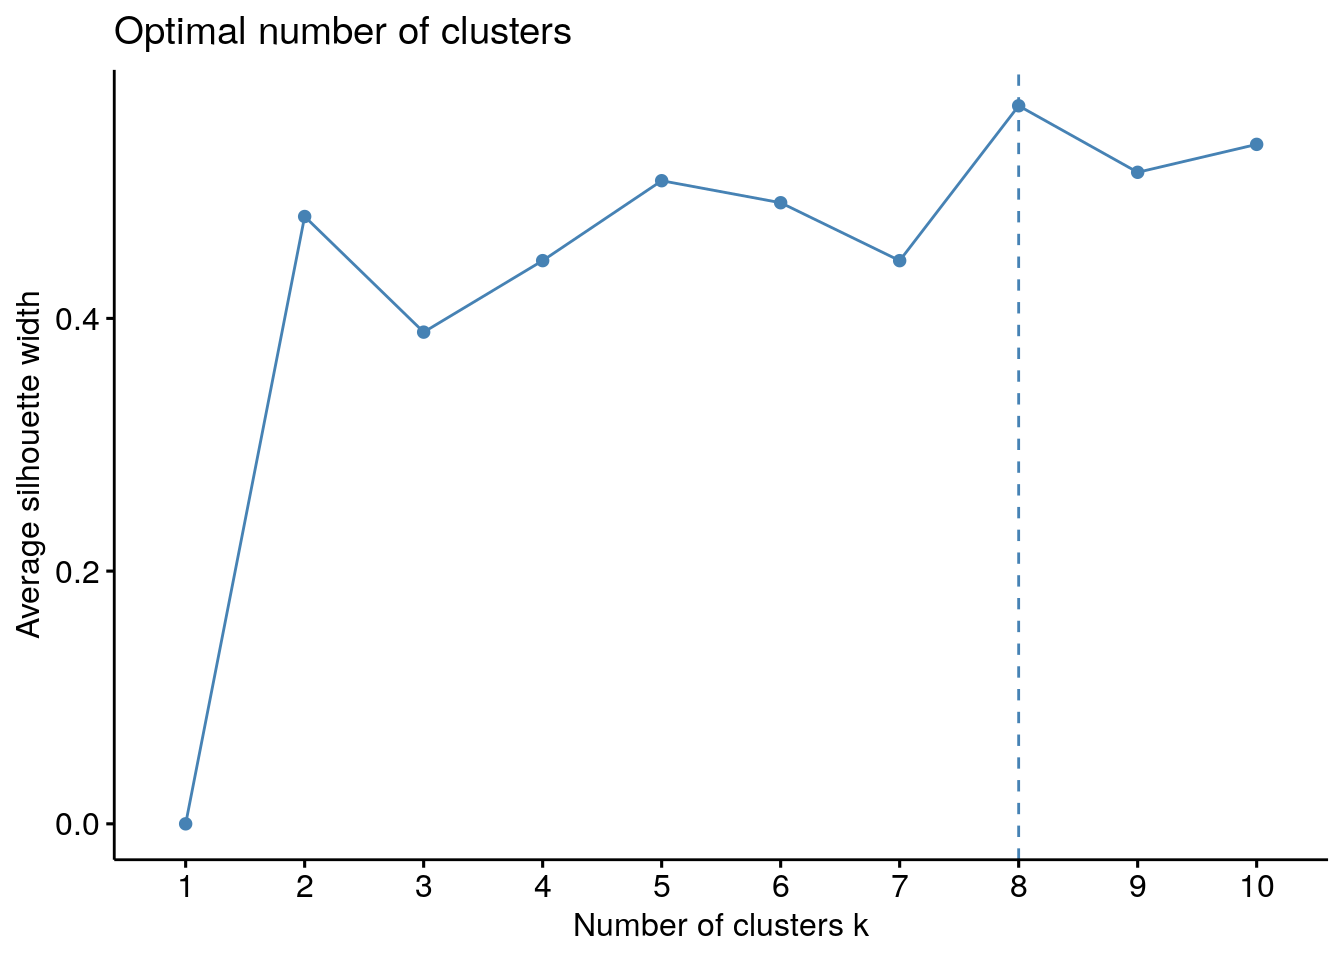 Optimal number of clusters
Average silhouette width
0.4
0.2
0.0
1 2 3 4 5 6 7 8 9 10
Number of clusters k